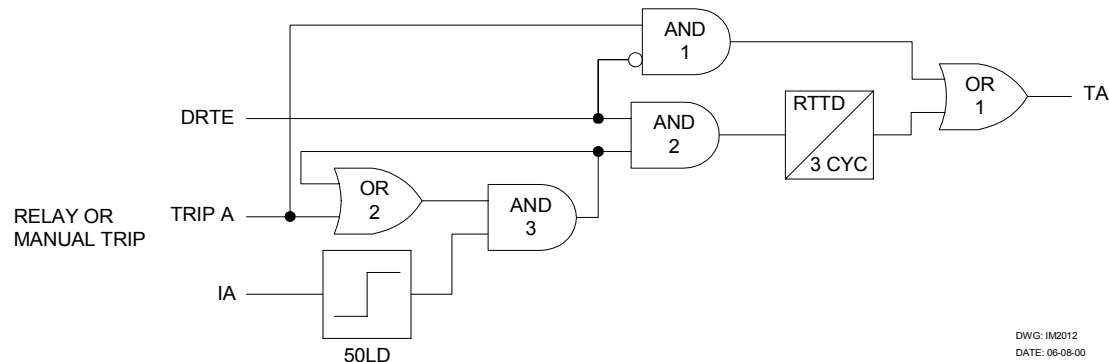 AND
1
DRTE
AND
2
RTTD
3 CYC
OR
1
TA
RELAY OR
MANUAL TRIP
TRIP A
OR
2
AND
3
IA
50LD
DWG: IM2012
DATE: 06-08-00